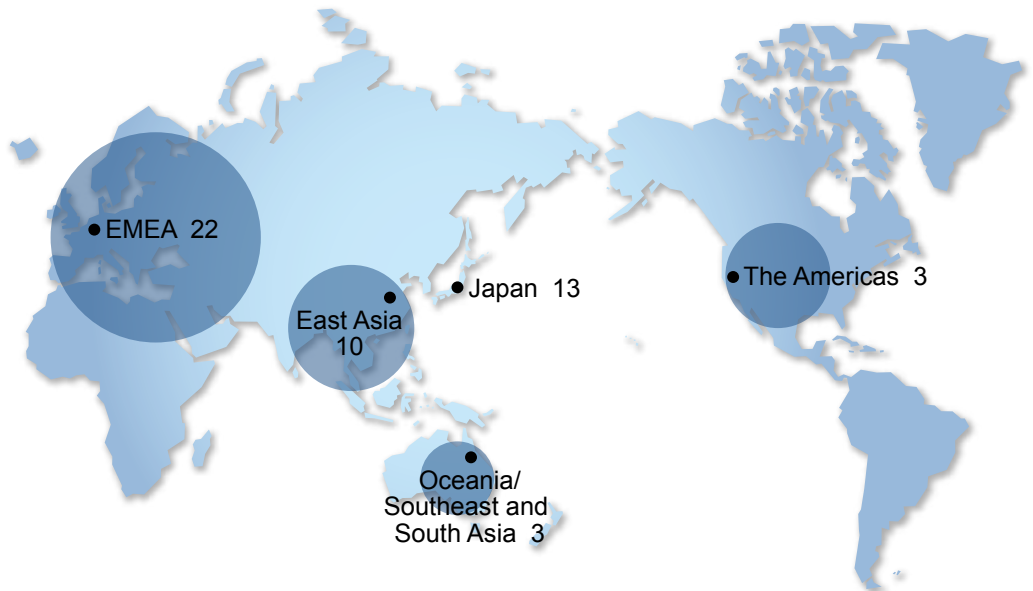 EMEA 22
East Asia
10
Japan 13
The Americas 3
Oceania/
Southeast and
South Asia 3